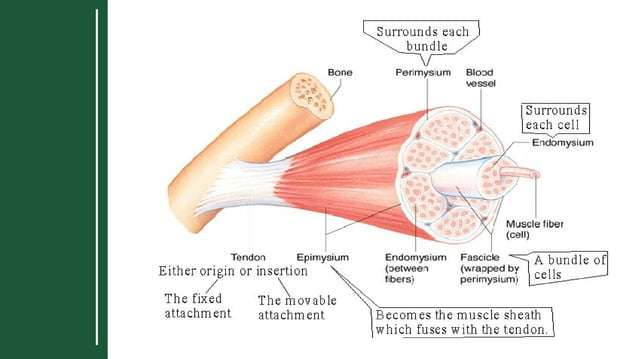 Surrounds each
bundle
Bone
Perimysium
Blood
vessel
Surrounds
each cell
Endomysium
Muscle fiber
(cell)
Tendon
Epimysium
Endomysium
(between
fibers)
Fascicle
(wrapped by
perimysium)
A bundle of
cells
Either origin or insertion
The fixed
attachment
The movable
attachment
Becomes the muscle sheath
which fuses with the tendon.